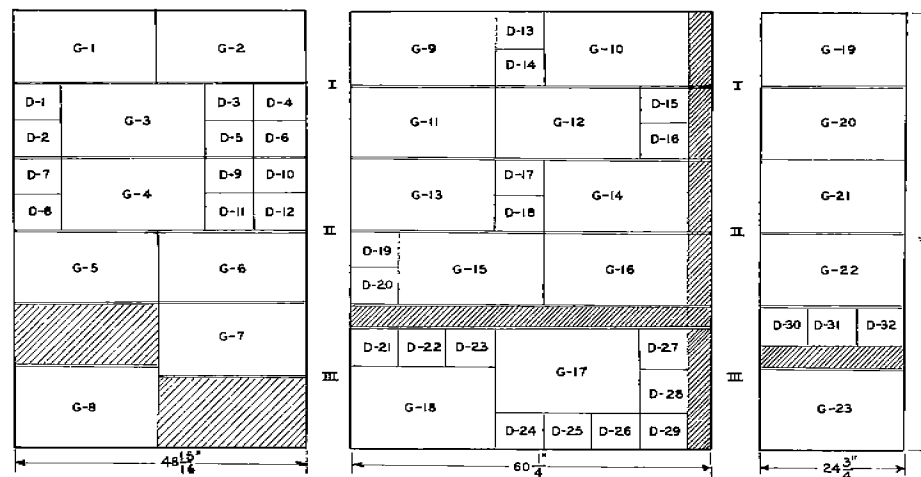 G-1 G-2
D-1 G-3 D-3 D-4
D-2 D-5 D-6
D-7 G-4 D-9 D-10
D-8 D-11 D-12
G-5 G-6
G-7
G-8
48 15/16"
I
II
III
G-9 D-13 G-10
D-14
G-11 G-12 D-15
D-16
G-13 D-17 G-14
D-18
D-19 G-15 G-16
D-20
D-21 D-22 D-23 G-17 D-27
D-28
G-18
D-24 D-25 D-26 D-29
60 1/4"
I
II
III
G-19
G-20
G-21
G-22
D-30 D-31 D-32
G-23
24 3/4"